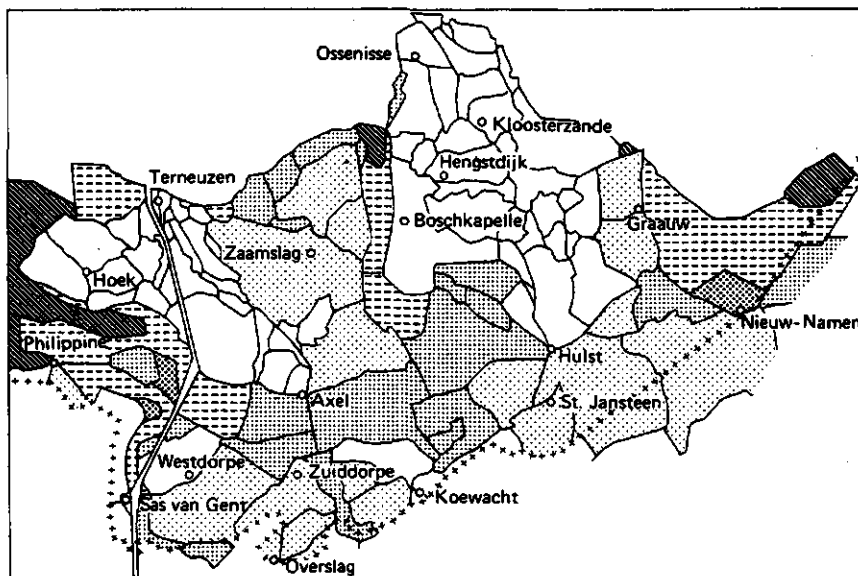 Ossenisse
Kloosterzande
Hengstdijk
Terneuzen
Boschkapelle
Graauw
Zaamslag
Hoek
Nieuw-Namen
Philippine
Hulst
Axel
St. Jansteen
Westdorpe
Zuiddorpe
Sas van Gent
Koewacht
Overslag